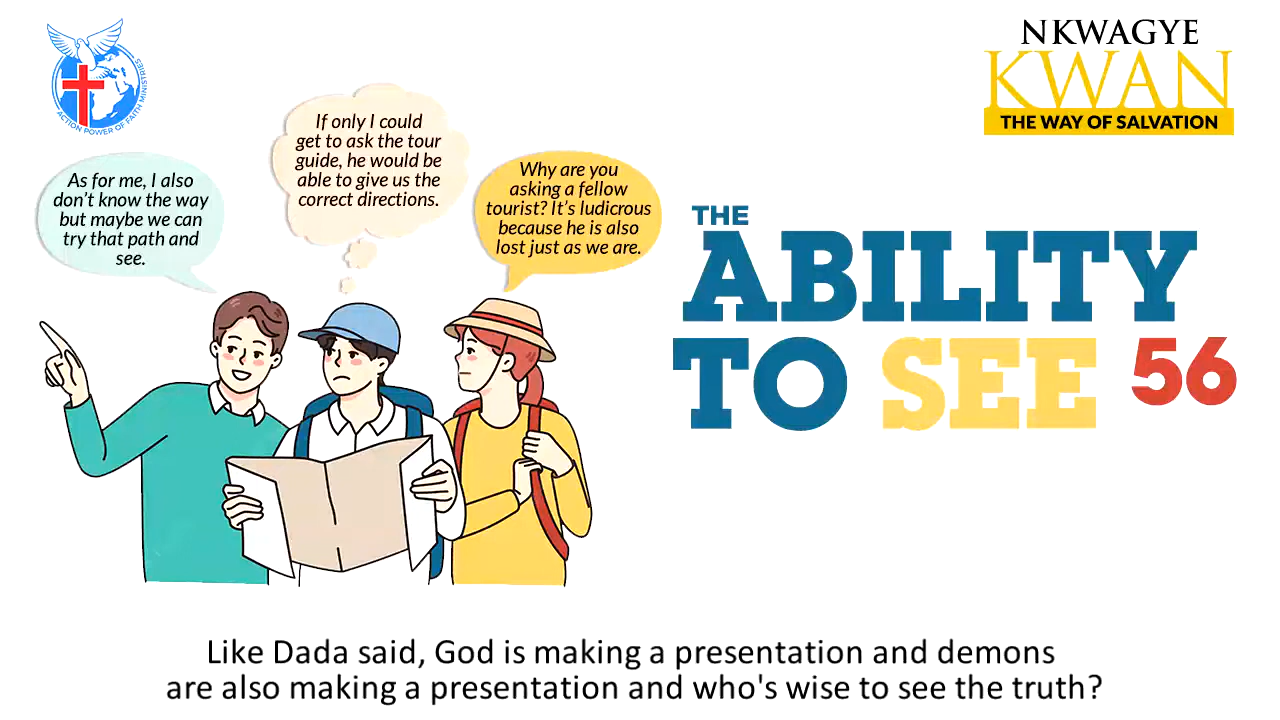 ACTION POWER OF FAITH MINISTRIES
NKWAGYE
KWAN
THE WAY OF SALVATION
As for me, I also
don't know the way
but maybe we can
try that path and
see.
If only I could
get to ask the tour
guide, he would be
able to give us the
correct directions.
Why are you
asking a fellow
tourist? It's ludicrous
because he is also
lost just as we are.
THE
ABILITY
TO SEE 56
Like Dada said, God is making a presentation and demons
are also making a presentation and who's wise to see the truth?